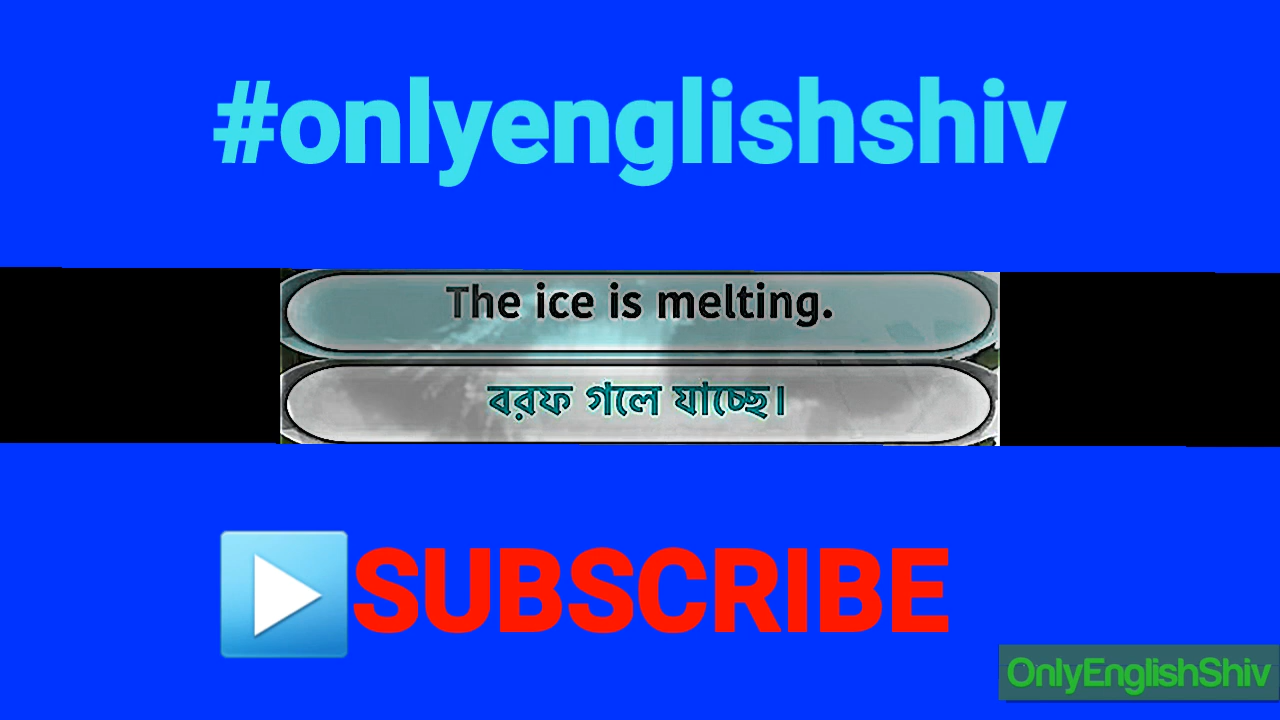 #onlyenglishshiv
The ice is melting.
বরফ গলে যাচ্ছে।
SUBSCRIBE
OnlyEnglishShiv